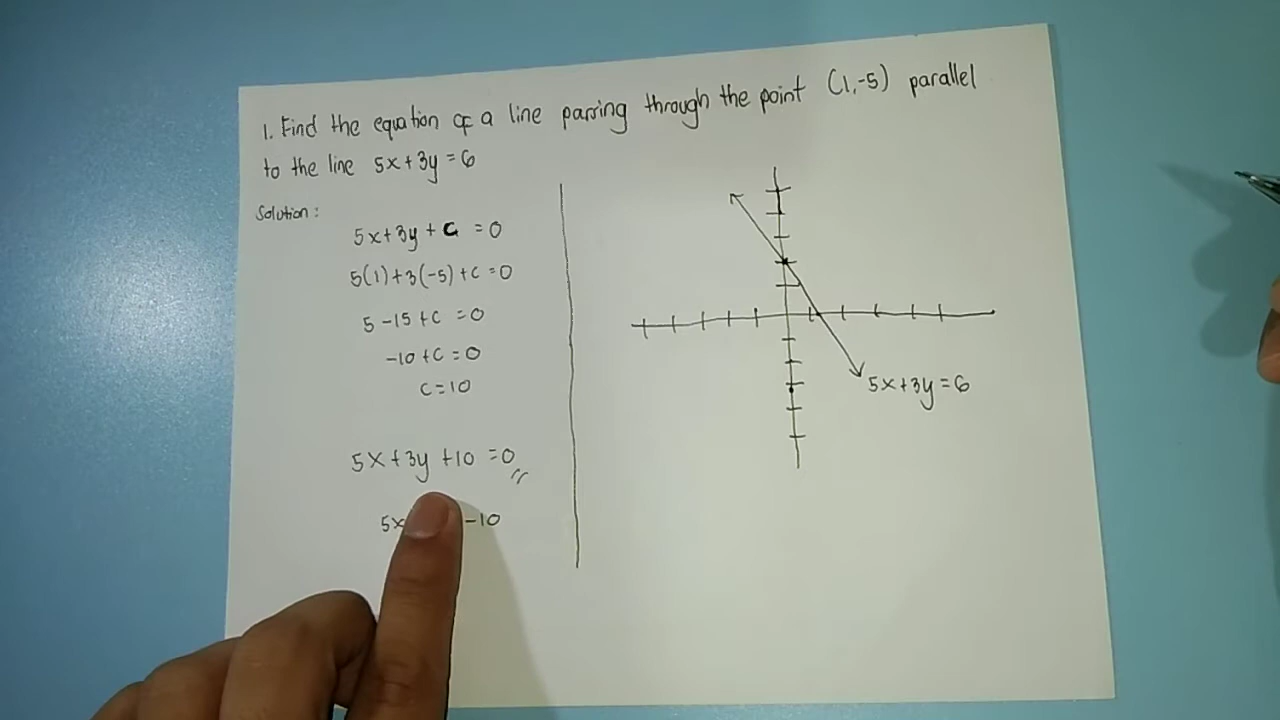 1. Find the equation of a line passing through the point (1,-5) parallel
to the line 5x+3y=6
Solution:
5x+3y+C=0
5(1)+3(-5)+C=0
5-15+C=0
-10+C=0
C=10
5x+3y+10=0
5x -10
5x+3y=6